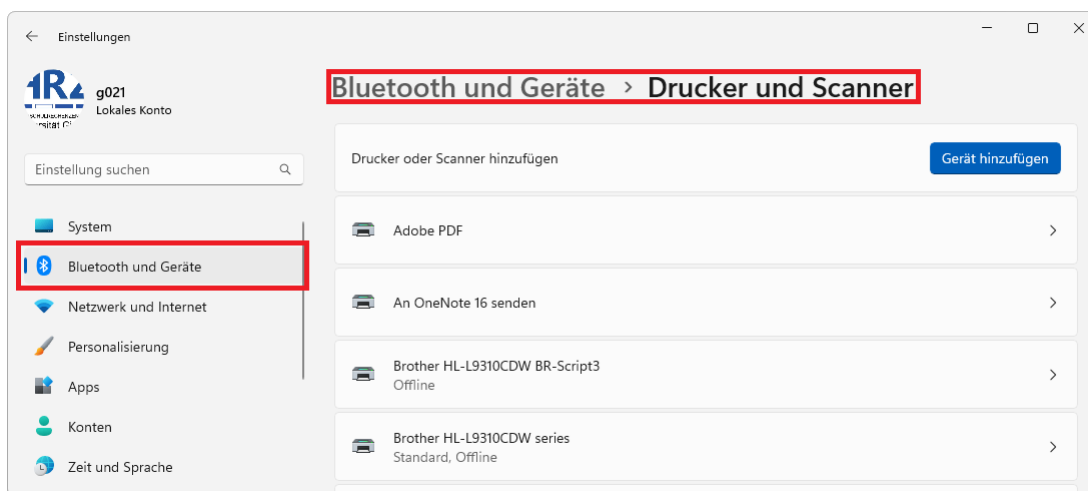 Einstellungen
g021
Lokales Konto
Einstellung suchen
System
Bluetooth und Geräte
Netzwerk und Internet
Personalisierung
Apps
Konten
Zeit und Sprache
Bluetooth und Geräte > Drucker und Scanner
Drucker oder Scanner hinzufügen
Gerät hinzufügen
Adobe PDF
An OneNote 16 senden
Brother HL-L9310CDW BR-Script3
Offline
Brother HL-L9310CDW series
Standard, Offline